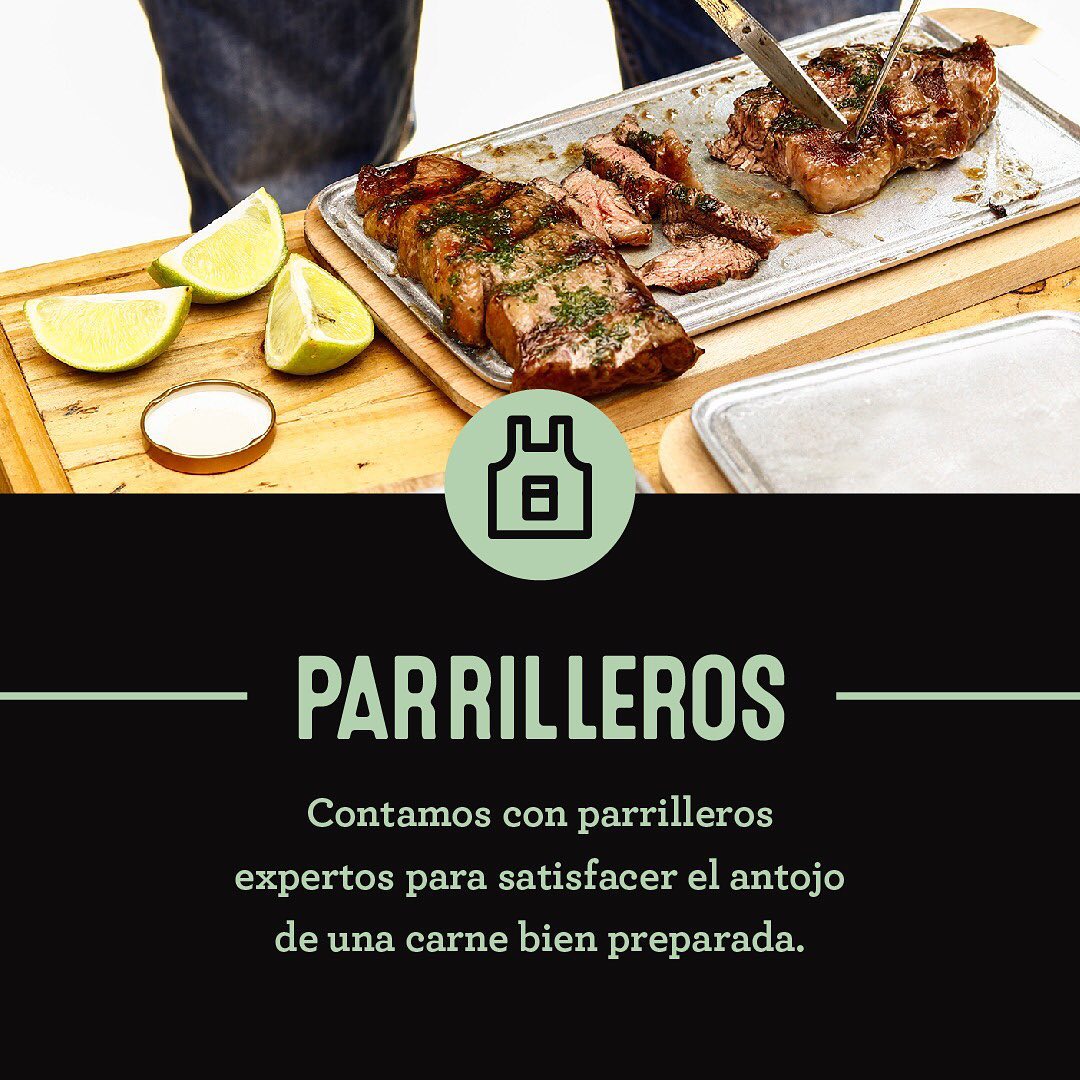 PARRILLEROS
Contamos con parrilleros
expertos para satisfacer el antojo
de una carne bien preparada.